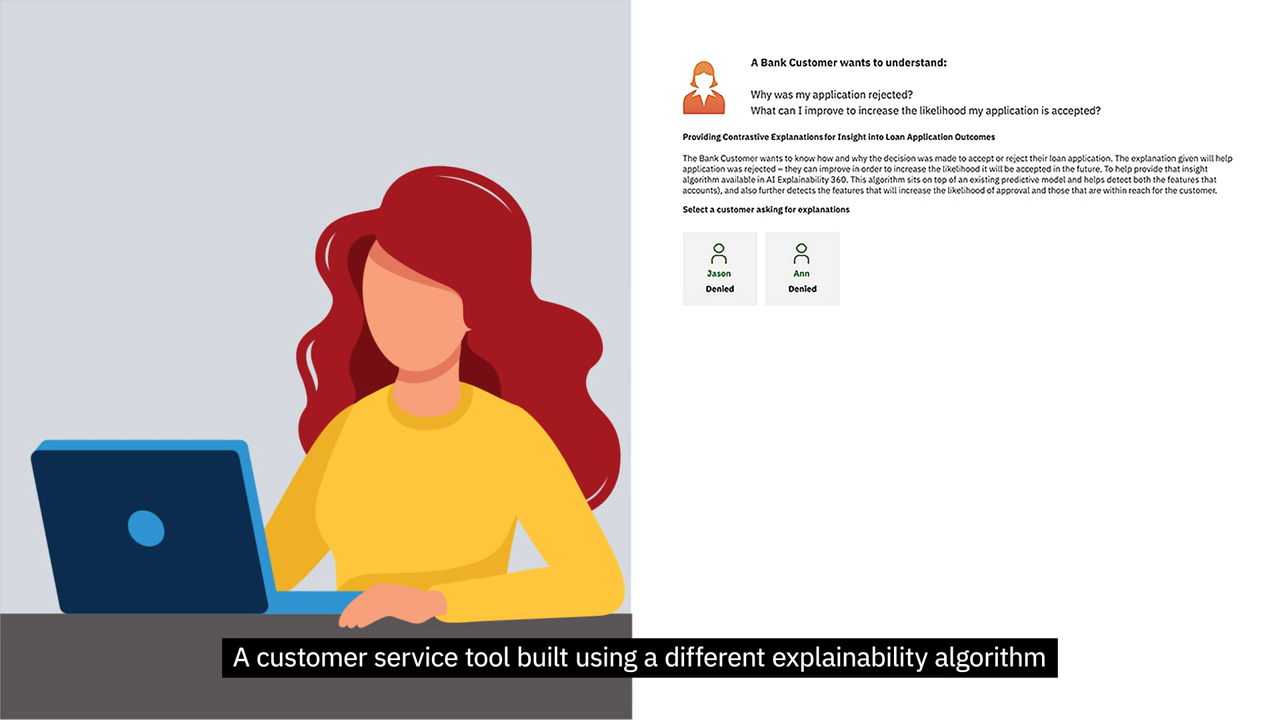 A Bank Customer wants to understand:
Why was my application rejected?
What can I improve to increase the likelihood my application is accepted?
Providing Contrastive Explanations for Insight into Loan Application Outcomes
The Bank Customer wants to know how and why the decision was made to accept or reject their loan application. The explanation given will help
application was rejected – they can improve in order to increase the likelihood it will be accepted in the future. To help provide that insight
algorithm available in AI Explainability 360. This algorithm sits on top of an existing predictive model and helps detect both the features that
accounts), and also further detects the features that will increase the likelihood of approval and those that are within reach for the customer.
Select a customer asking for explanations
Jason Ann
Denied Denied
A customer service tool built using a different explainability algorithm